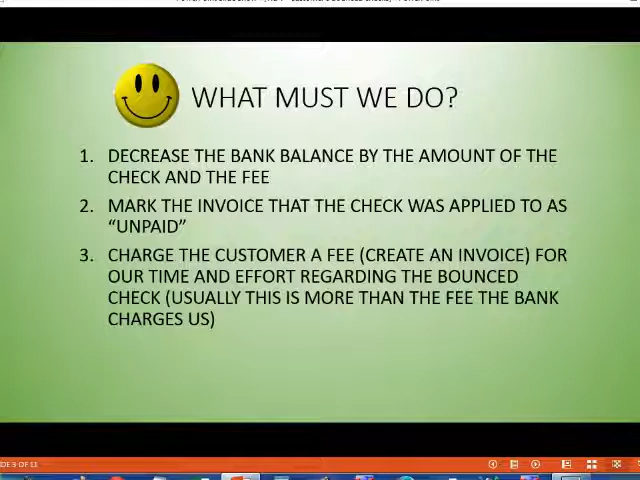 WHAT MUST WE DO?
1. DECREASE THE BANK BALANCE BY THE AMOUNT OF THE
CHECK AND THE FEE
2. MARK THE INVOICE THAT THE CHECK WAS APPLIED TO AS
“UNPAID”
3. CHARGE THE CUSTOMER A FEE (CREATE AN INVOICE) FOR
OUR TIME AND EFFORT REGARDING THE BOUNCED
CHECK (USUALLY THIS IS MORE THAN THE FEE THE BANK
CHARGES US)
OF 11